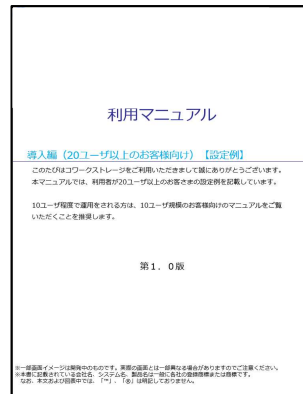 利用マニュアル
導入編（20ユーザ以上のお客様向け）【設定例】
このたびはコワークストレージをご利用いただきまして誠にありがとうございます。
本マニュアルでは、利用者が20ユーザ以上のお客さまの設定例を記載しています。
10ユーザ程度で運用をされる方は、10ユーザ規模のお客様向けのマニュアルをご覧
いただくことを推奨します。
第１．０版
※一部画面イメージは開発中のものです。実際の画面とは一部異なる場合がありますのでご注意ください。
※本書に記載されている会社名、システム名、製品名は一般に各社の登録商標または商標です。
なお、本文および図表中では、「™」、「®」は明記しておりません。